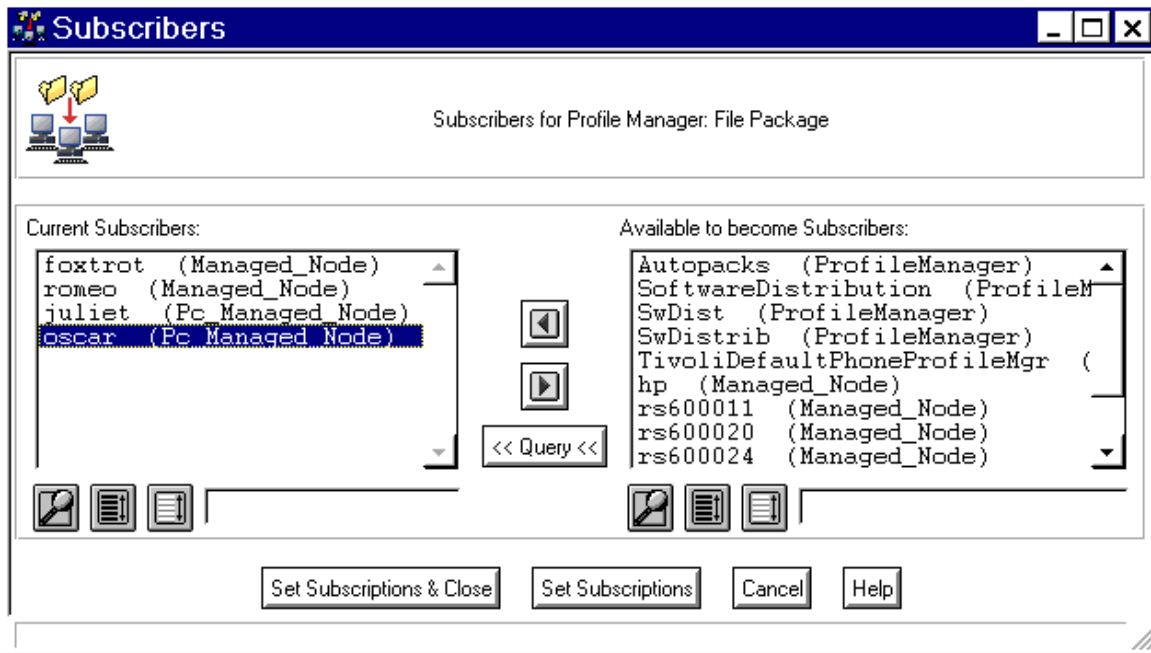 Subscribers
Subscribers for Profile Manager: File Package
Current Subscribers:
foxtrot (Managed_Node)
romeo (Managed_Node)
juliet (Pc_Managed_Node)
oscar (Pc_Managed_Node)
<< Query <<
Available to become Subscribers:
Autopacks (ProfileManager)
SoftwareDistribution (ProfileM
SwDist (ProfileManager)
SwDistrib (ProfileManager)
TivoliDefaultPhoneProfileMgr (
hp (Managed_Node)
rs600011 (Managed_Node)
rs600020 (Managed_Node)
rs600024 (Managed_Node)
Set Subscriptions & Close
Set Subscriptions
Cancel
Help